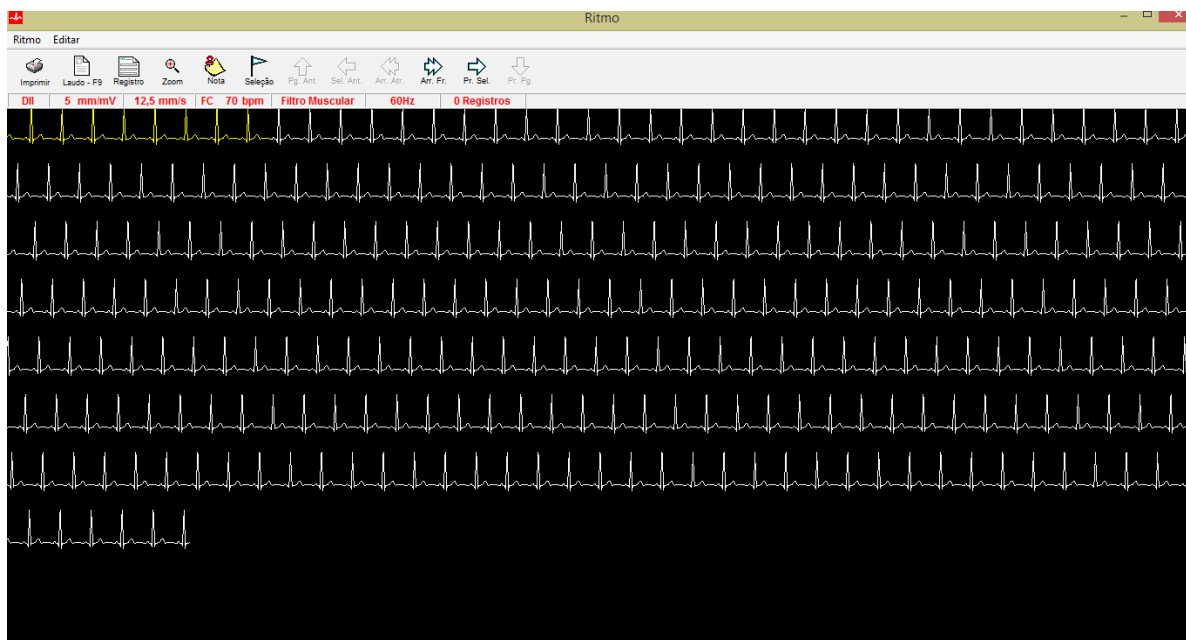 Ritmo
Ritmo Editar
Imprimir Laudo - F9 Registro Zoom Nota Seleção Pg. Ant. Sel. Ant. Arr. Atr. Arr. Fr. Pr. Sel. Pr. Pg.
DII 5 mm/mV 12,5 mm/s FC 70 bpm Filtro Muscular 60Hz 0 Registros